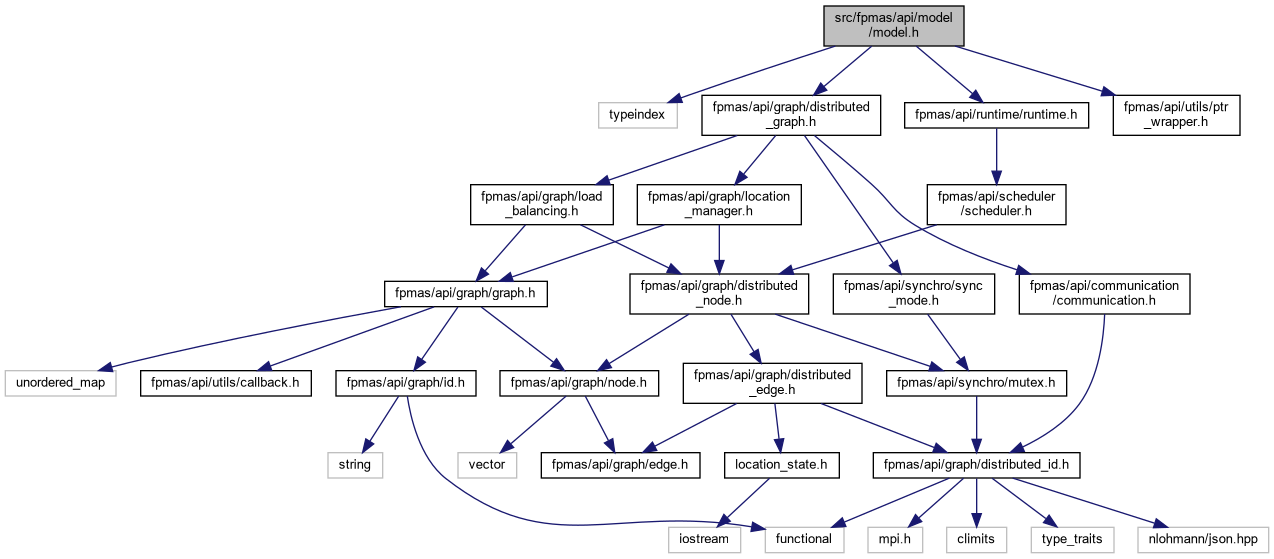 src/fpmas/api/model
/model.h
typeindex
fpmas/api/graph/distributed
_graph.h
fpmas/api/runtime/runtime.h
fpmas/api/utils/ptr
_wrapper.h
fpmas/api/graph/load
_balancing.h
fpmas/api/graph/location
_manager.h
fpmas/api/scheduler
/scheduler.h
fpmas/api/graph/graph.h
fpmas/api/graph/distributed
_node.h
fpmas/api/synchro/sync
_mode.h
fpmas/api/communication
/communication.h
unordered_map
fpmas/api/utils/callback.h
fpmas/api/graph/id.h
fpmas/api/graph/node.h
fpmas/api/graph/distributed
_edge.h
fpmas/api/synchro/mutex.h
string
vector
fpmas/api/graph/edge.h
location_state.h
fpmas/api/graph/distributed_id.h
iostream
functional
mpi.h
climits
type_traits
nlohmann/json.hpp